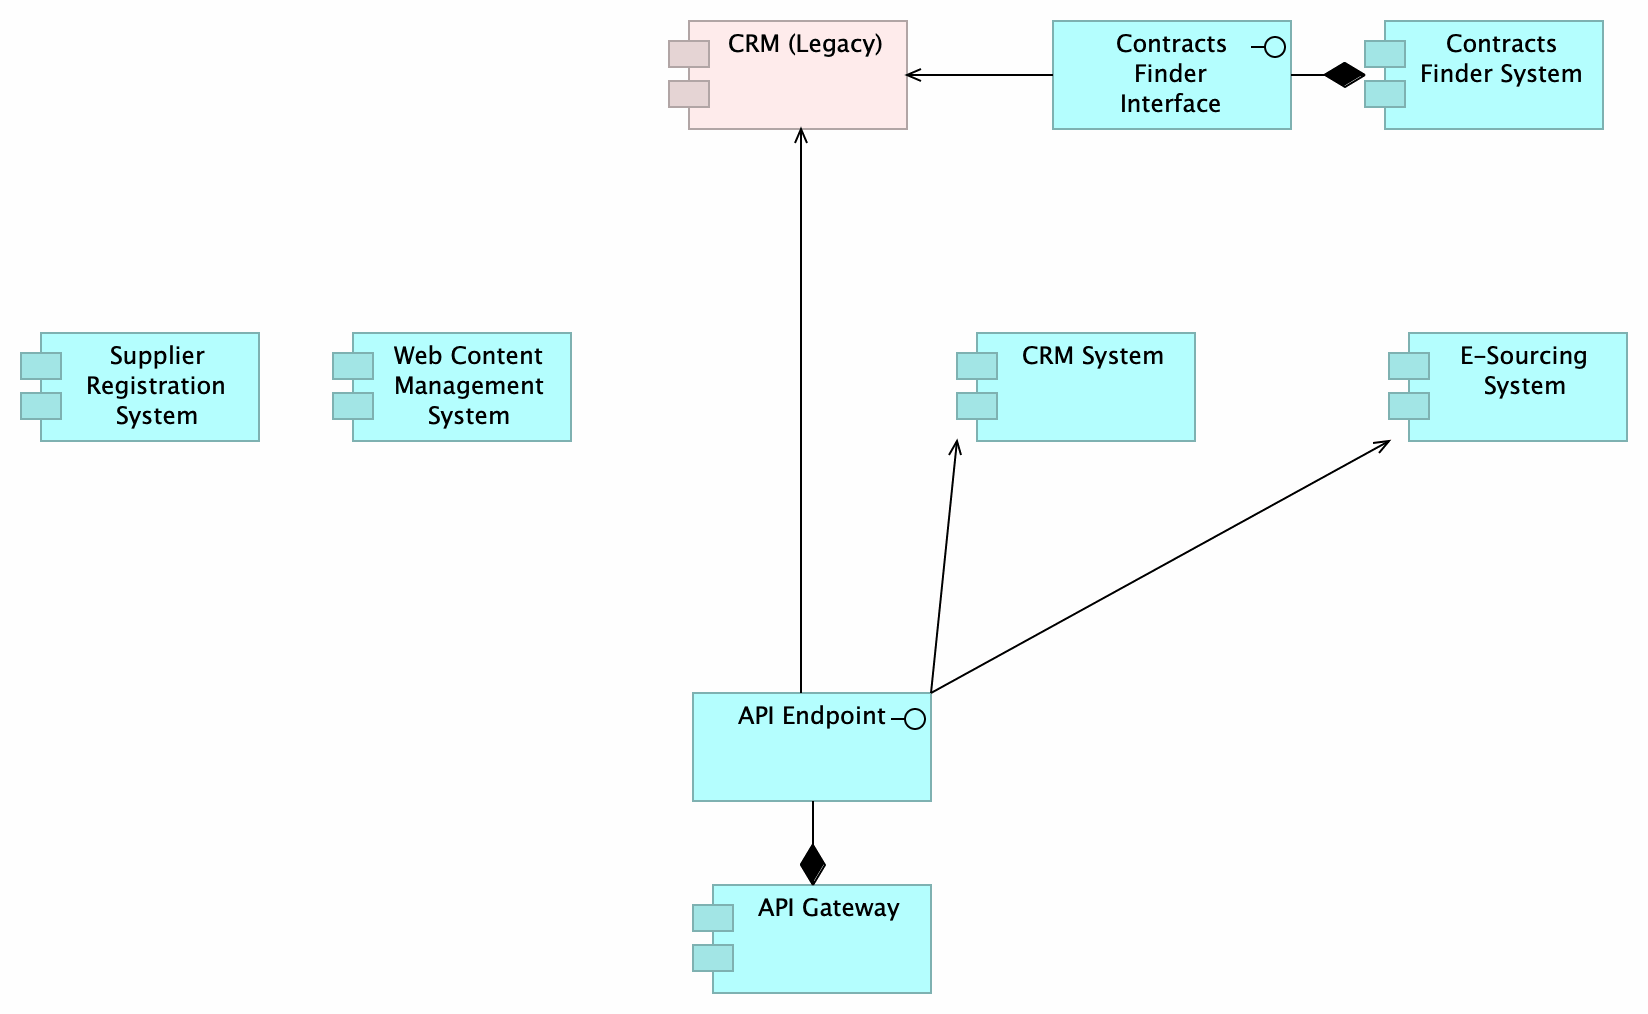 CRM (Legacy)
Contracts
Finder
Interface
Contracts
Finder System
Supplier
Registration
System
Web Content
Management
System
CRM System
E-Sourcing
System
API Endpoint
API Gateway